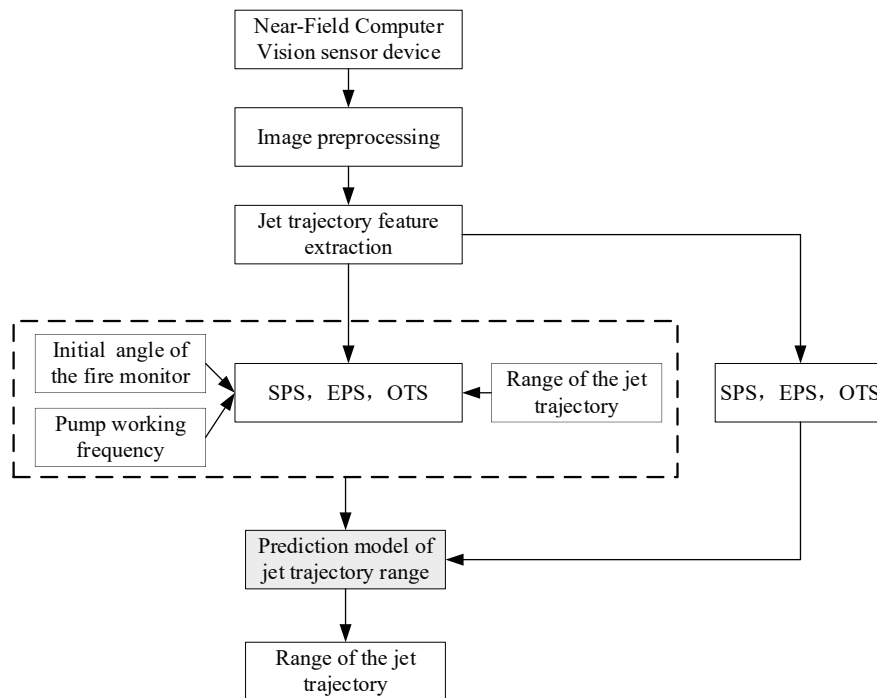 Near-Field Computer
Vision sensor device
Image preprocessing
Jet trajectory feature
extraction
Initial angle of
the fire monitor
Pump working
frequency
SPS，EPS，OTS
Range of the jet
trajectory
SPS，EPS，OTS
Prediction model of
jet trajectory range
Range of the jet
trajectory